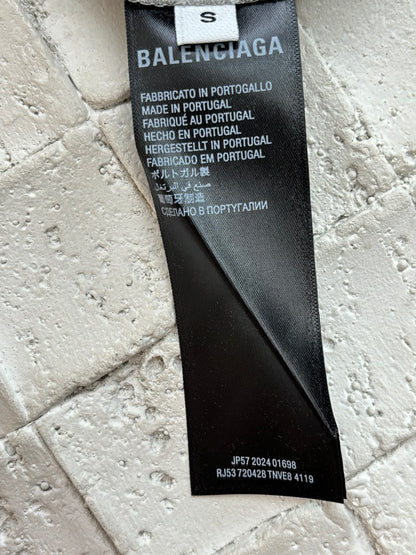 S
BALENCIAGA
FABBRICATO IN PORTOGALLO
MADE IN PORTUGAL
FABRIQUÉ AU PORTUGAL
HECHO EN PORTUGAL
HERGESTELLT IN PORTUGAL
FABRICADO EM PORTUGAL
ポルトガル製
صنع في البرتغال
葡萄牙制造
СДЕЛАНО В ПОРТУГАЛИИ
JP57 2024 01698
RJ53 720428 TNVE8 4119